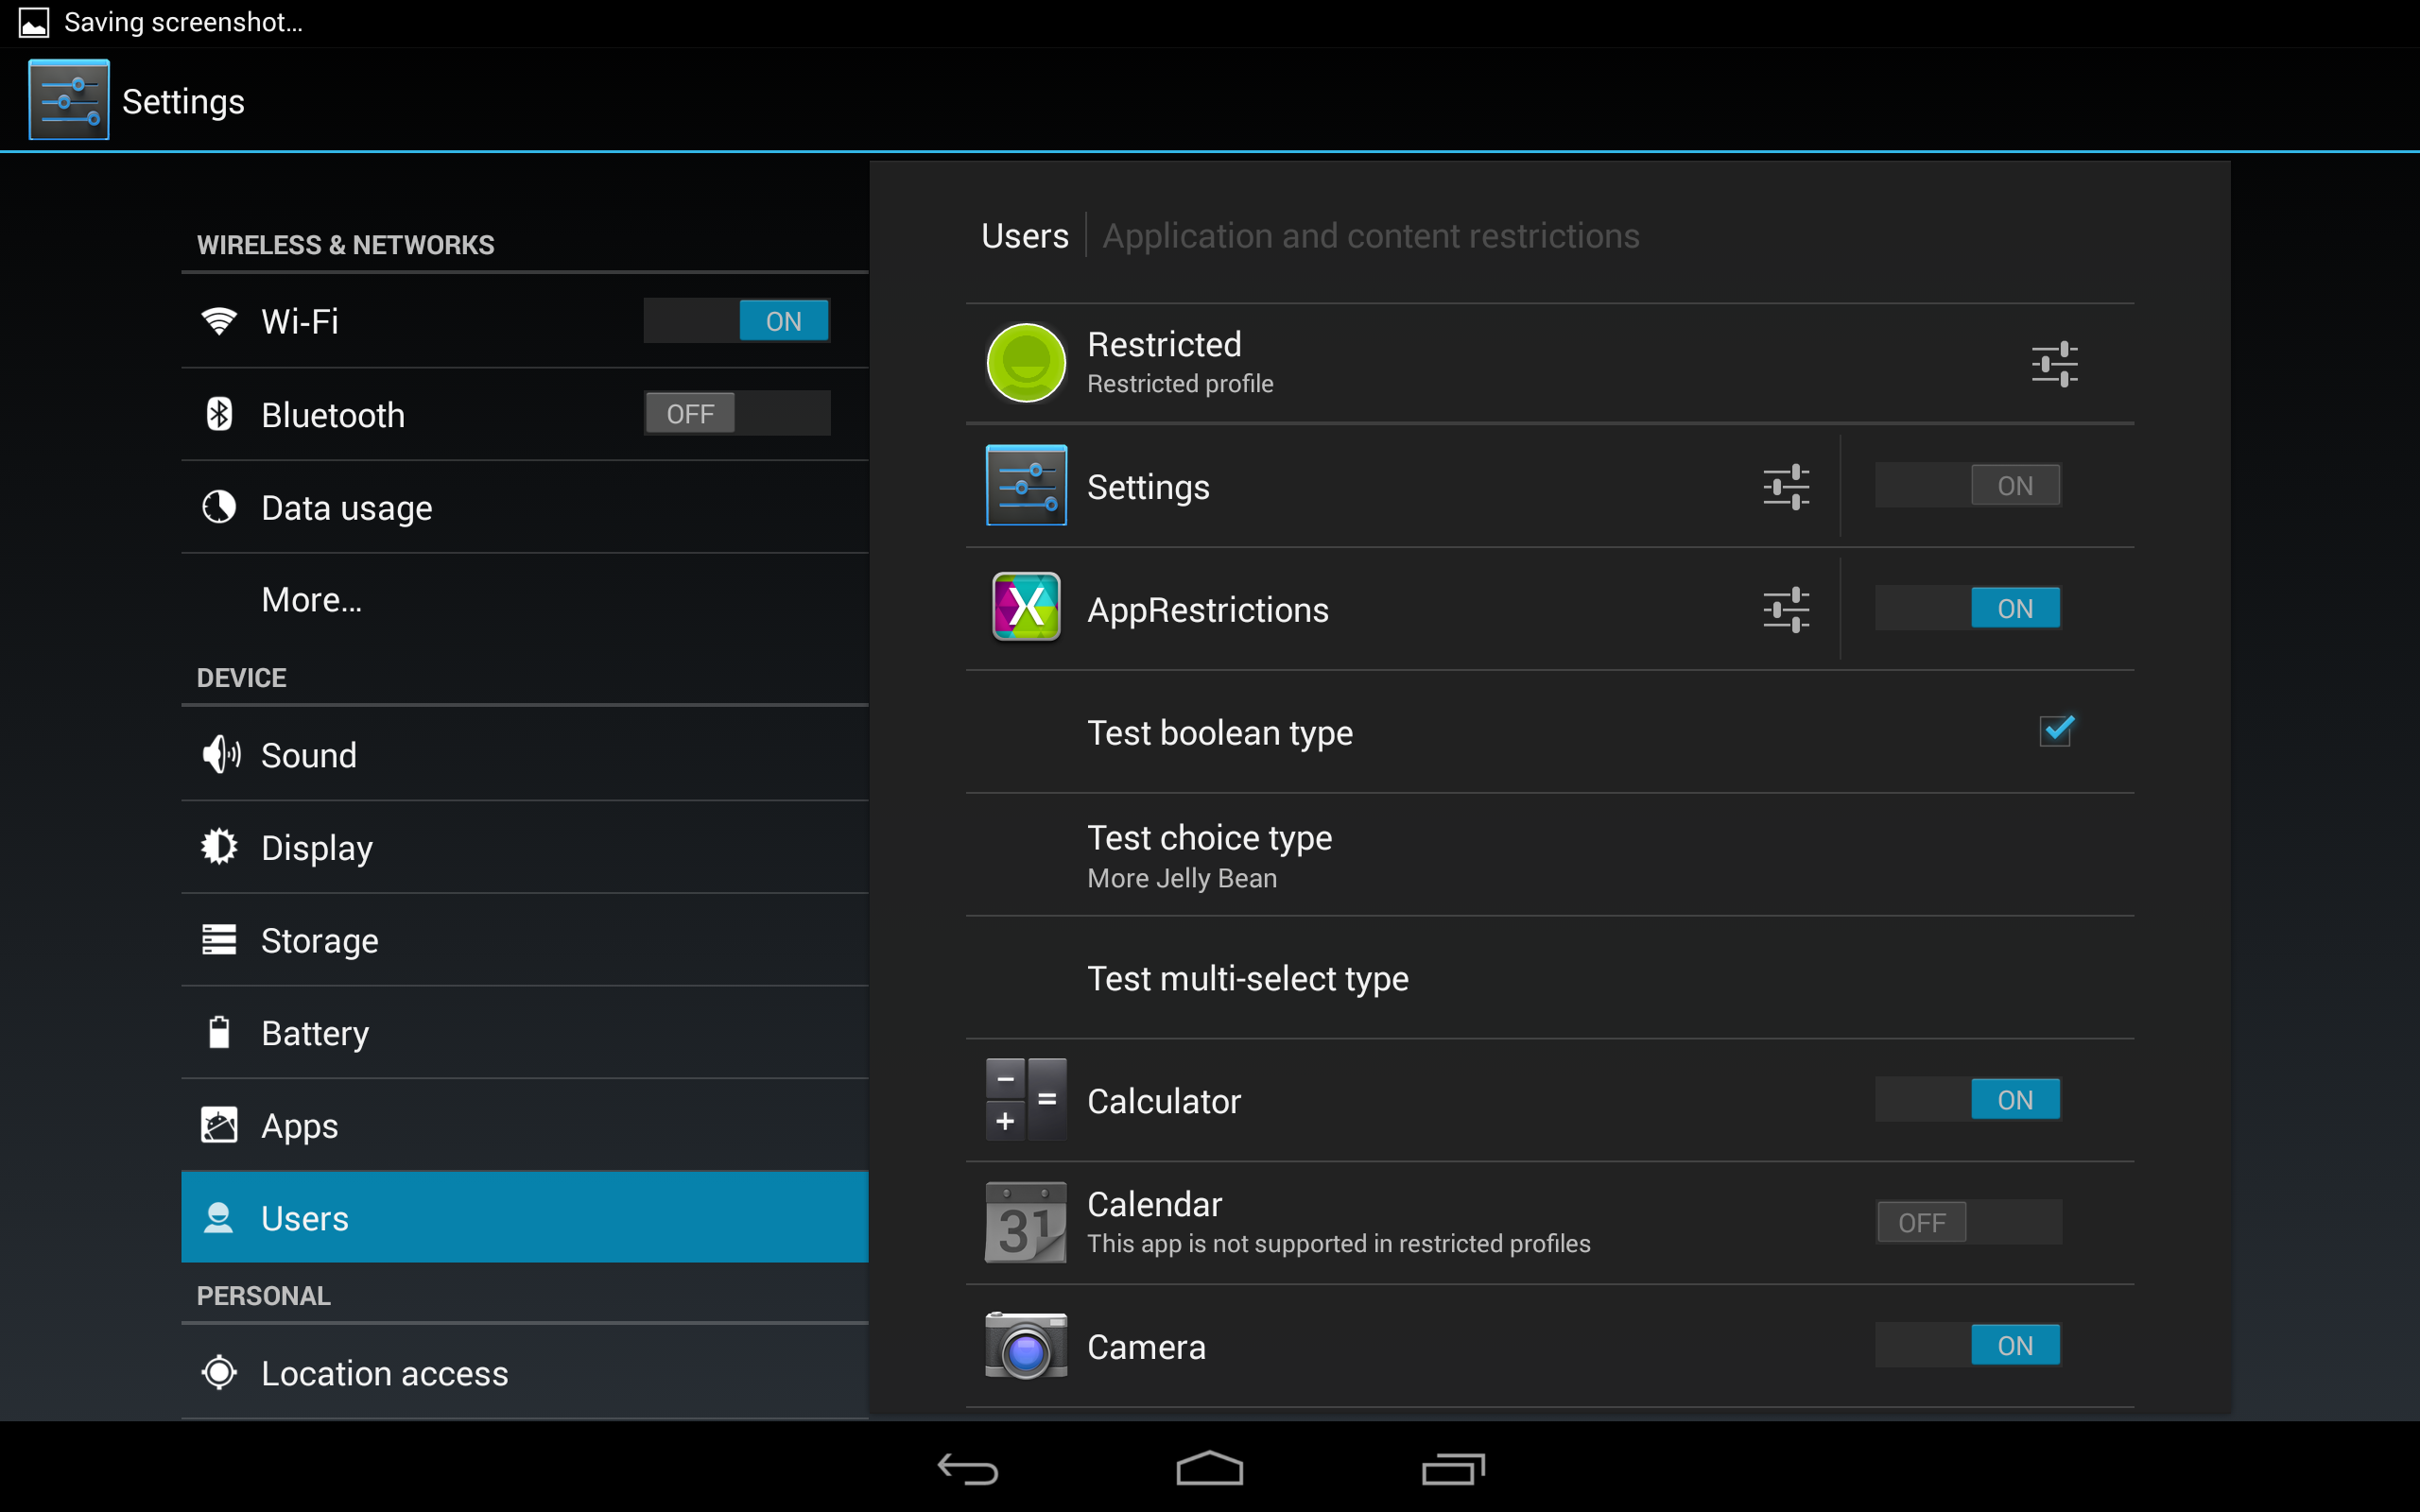 Saving screenshot...
Settings
WIRELESS & NETWORKS
Wi-Fi
ON
Bluetooth
OFF
Data usage
More...
DEVICE
Sound
Display
Storage
Battery
Apps
Users
PERSONAL
Location access
Users
Application and content restrictions
Restricted
Restricted profile
Settings
ON
AppRestrictions
ON
Test boolean type
Test choice type
More Jelly Bean
Test multi-select type
Calculator
ON
31
Calendar
This app is not supported in restricted profiles
OFF
Camera
ON